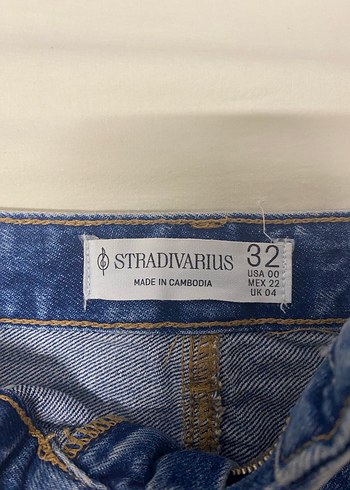 STRADIVARIUS
MADE IN CAMBODIA
32
USA 00
MEX 22
UK 04